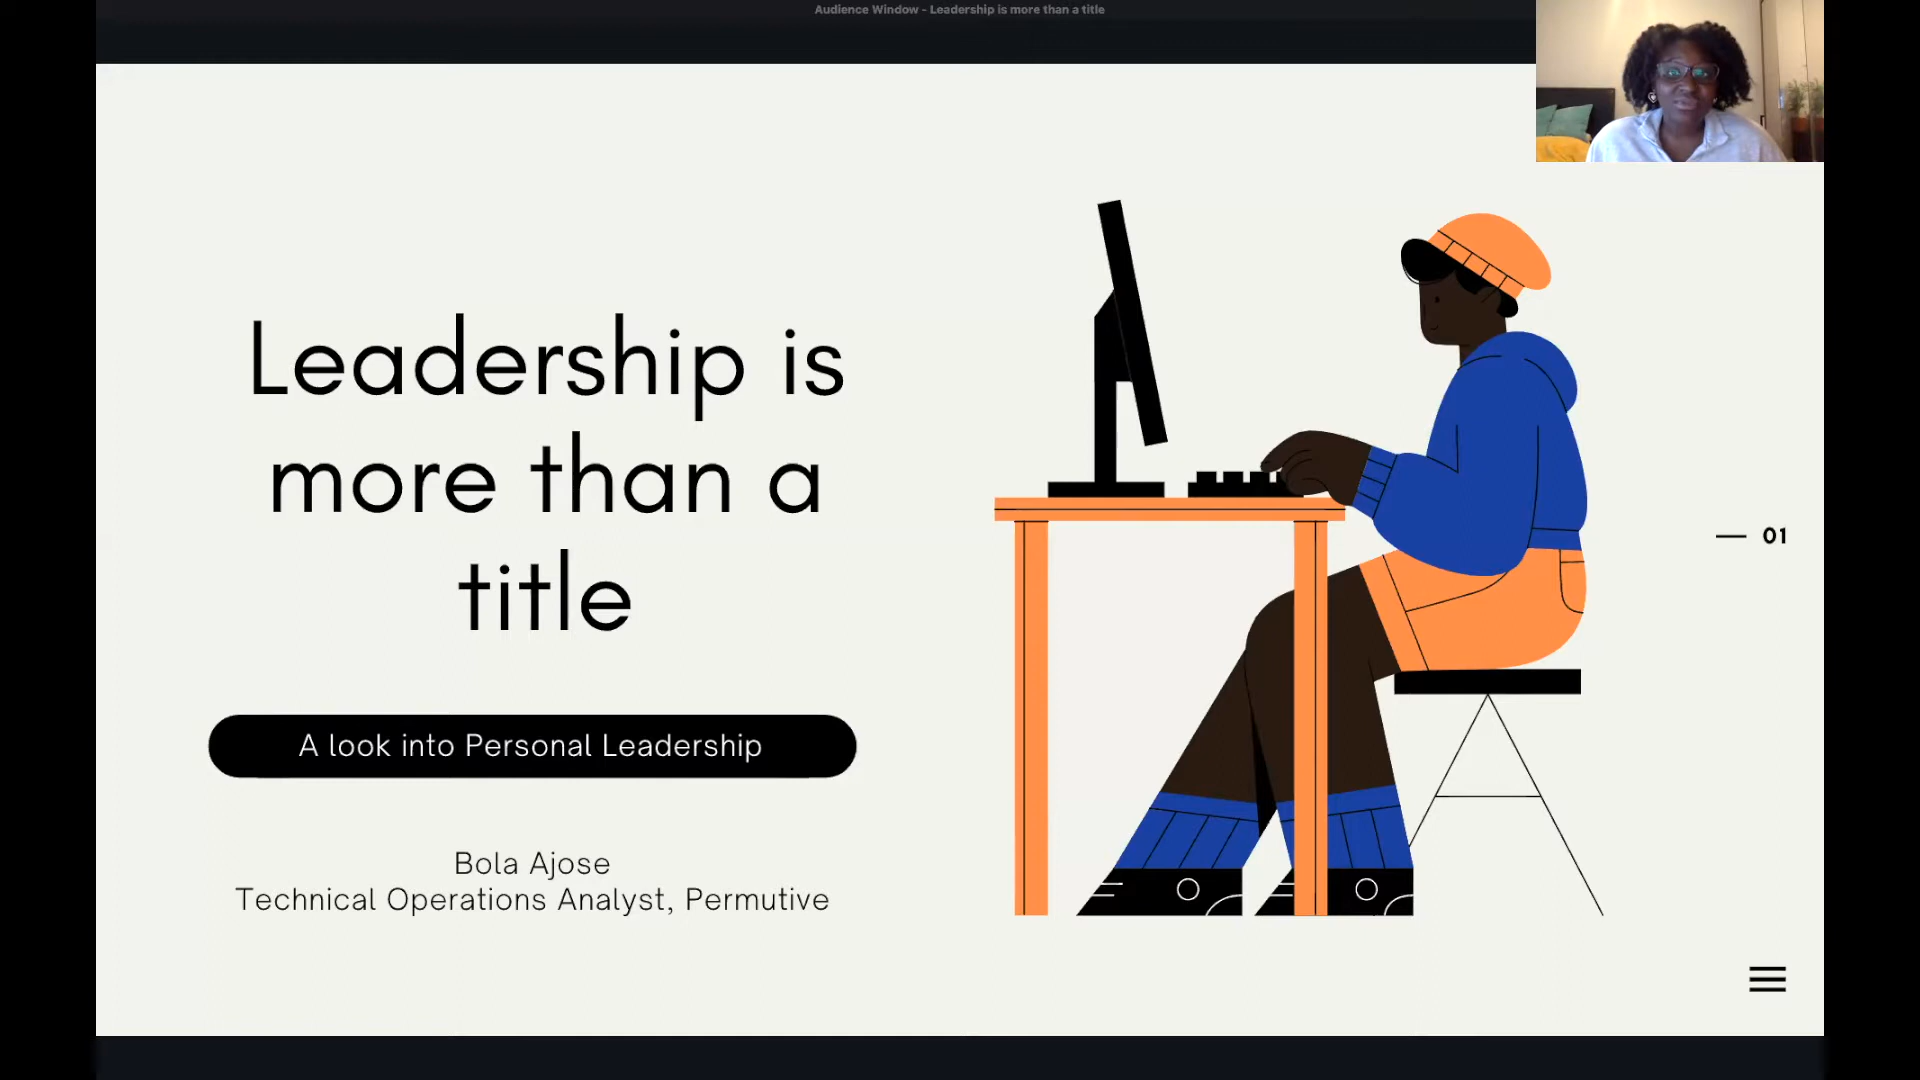 Audience Window - Leadership is more than a title
Leadership is
more than a
title
01
A look into Personal Leadership
Bola Ajose
Technical Operations Analyst, Permutive